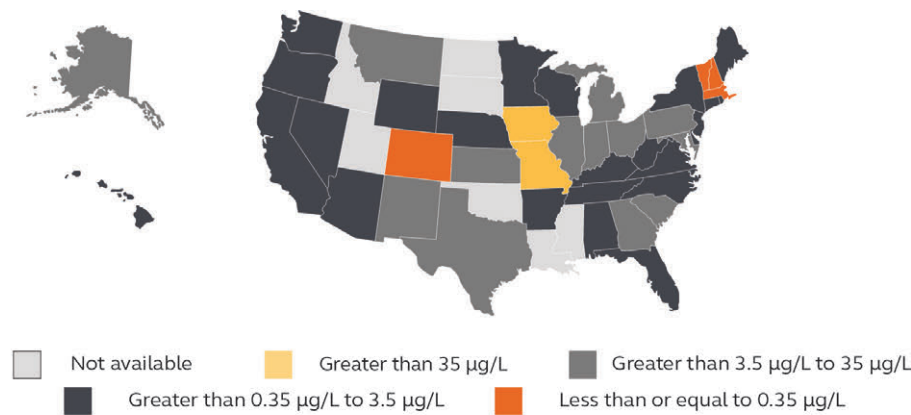 Not available
Greater than 35 µg/L
Greater than 3.5 µg/L to 35 µg/L
Greater than 0.35 µg/L to 3.5 µg/L
Less than or equal to 0.35 µg/L